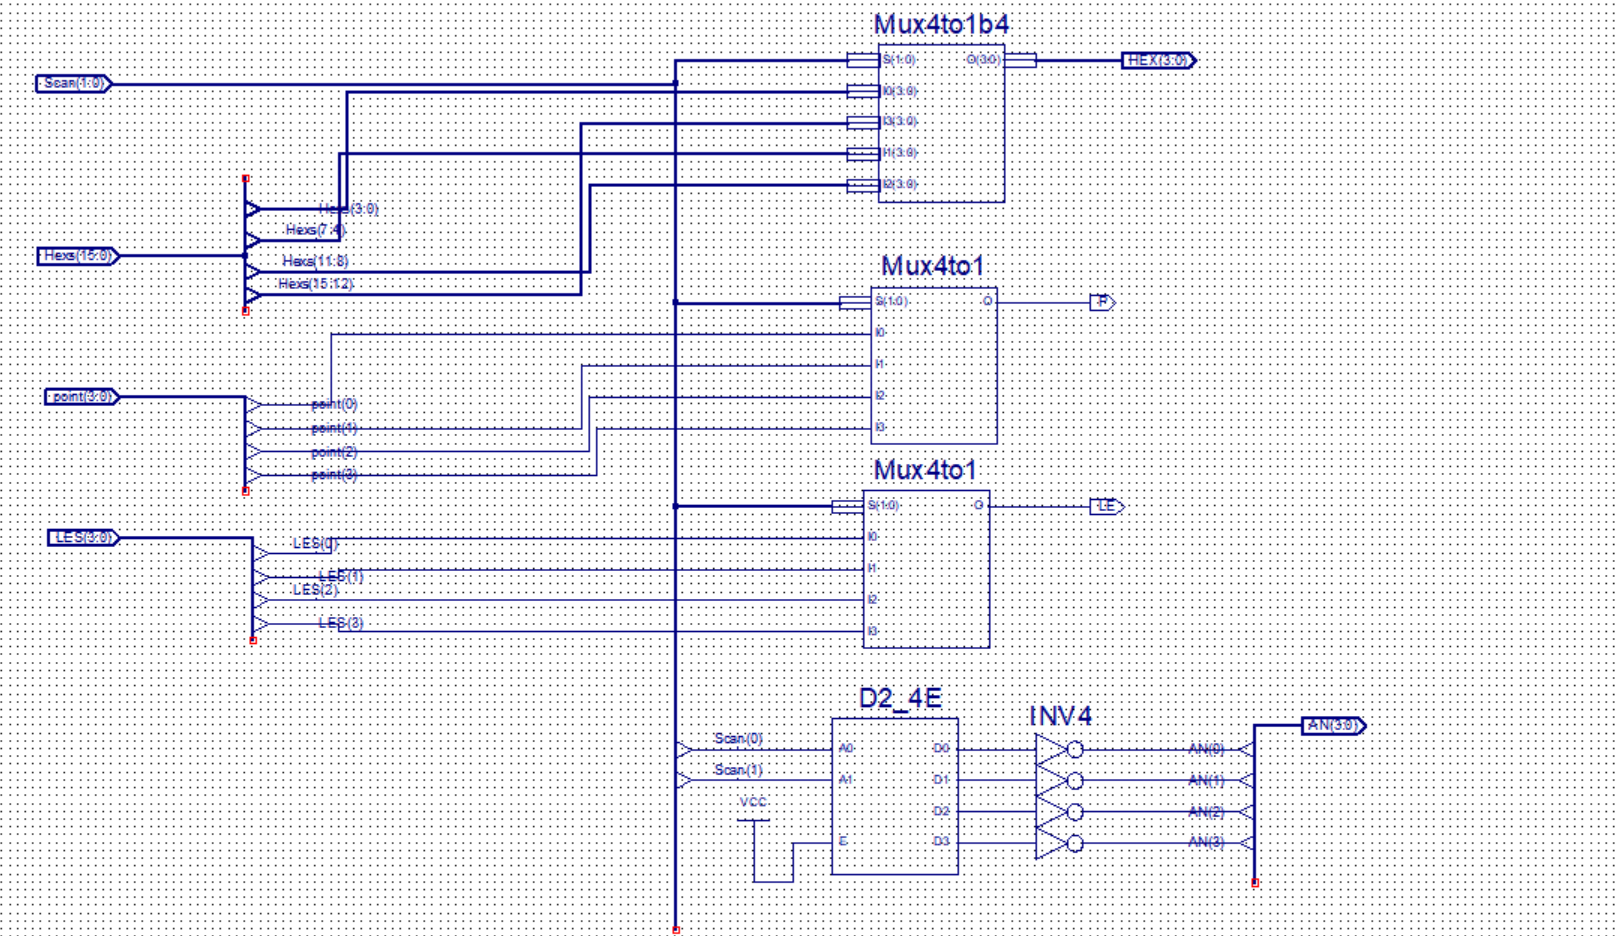 Mux4to1b4
S(1:0) O(3:0) HEX(3:0)
Scan(1:0)
I0(3:0)
I3(3:0)
I1(3:0)
I2(3:0)
Hexs(3:0)
Hexs(7:4)
Hexs(15:0)
Hexs(11:8)
Hexs(15:12)
Mux4to1
S(1:0) O P
I0
I1
point(3:0) I2
point(0)
point(1) I3
point(2)
point(3)
Mux4to1
S(1:0) O LE
LES(3:0) I0
LES(0)
LES(1) I1
LES(2) I2
LES(3) I3
D2_4E
INV4
AN(3:0)
Scan(0) A0 D0 AN(0)
Scan(1) A1 D1 AN(1)
VCC
D2 AN(2)
E D3 AN(3)